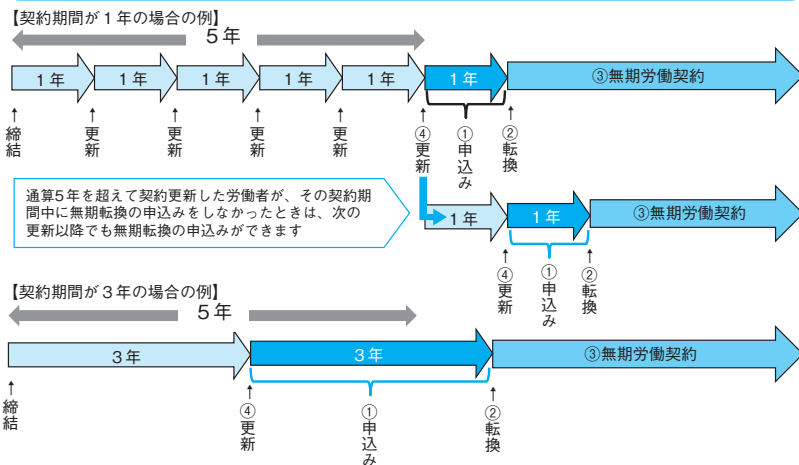 【契約期間が１年の場合の例】
５年
１年
１年
１年
１年
１年
１年
③無期労働契約
↑締結
↑更新
↑更新
↑更新
↑更新
↑④更新
①申込み
↑②転換
通算5年を超えて契約更新した労働者が、その契約期
間中に無期転換の申込みをしなかったときは、次の
更新以降でも無期転換の申込みができます
１年
１年
③無期労働契約
↑④更新
①申込み
↑②転換
【契約期間が３年の場合の例】
５年
３年
３年
③無期労働契約
↑締結
↑④更新
①申込み
↑②転換